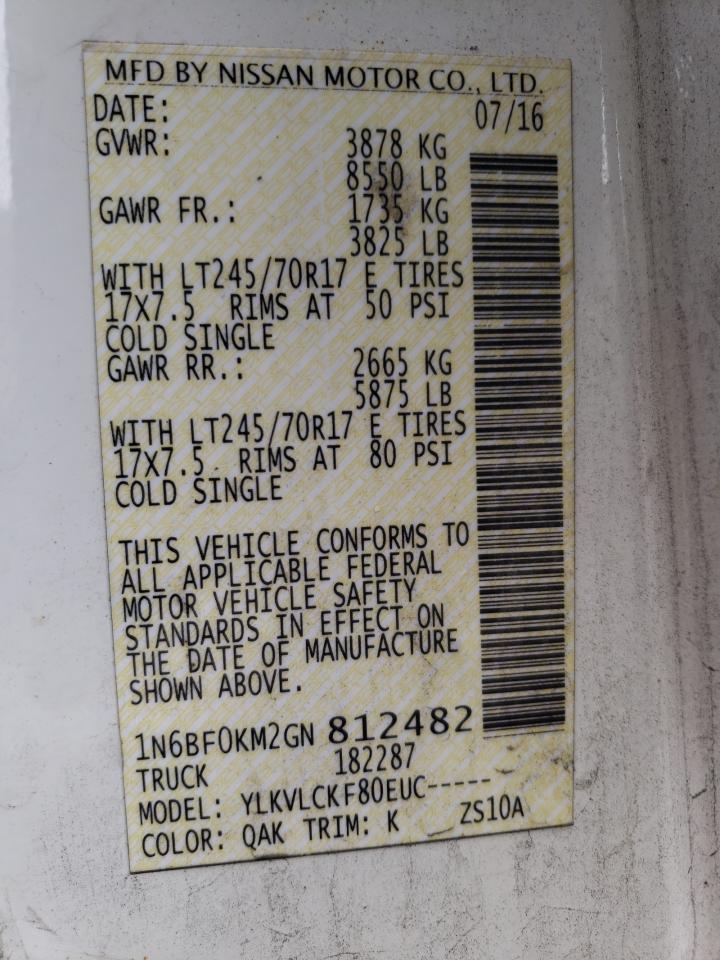 MFD BY NISSAN MOTOR CO., LTD.
DATE: 07/16
GVWR: 3878 KG
8550 LB
GAWR FR.: 1735 KG
3825 LB
WITH LT245/70R17 E TIRES
17X7.5 RIMS AT 50 PSI
COLD SINGLE
GAWR RR.: 2665 KG
5875 LB
WITH LT245/70R17 E TIRES
17X7.5 RIMS AT 80 PSI
COLD SINGLE
THIS VEHICLE CONFORMS TO
ALL APPLICABLE FEDERAL
MOTOR VEHICLE SAFETY
STANDARDS IN EFFECT ON
THE DATE OF MANUFACTURE
SHOWN ABOVE.
1N6BF0KM2GN 812482
TRUCK 182287
MODEL: YLKVLCKF80EUC-----
COLOR: QAK TRIM: K ZS10A